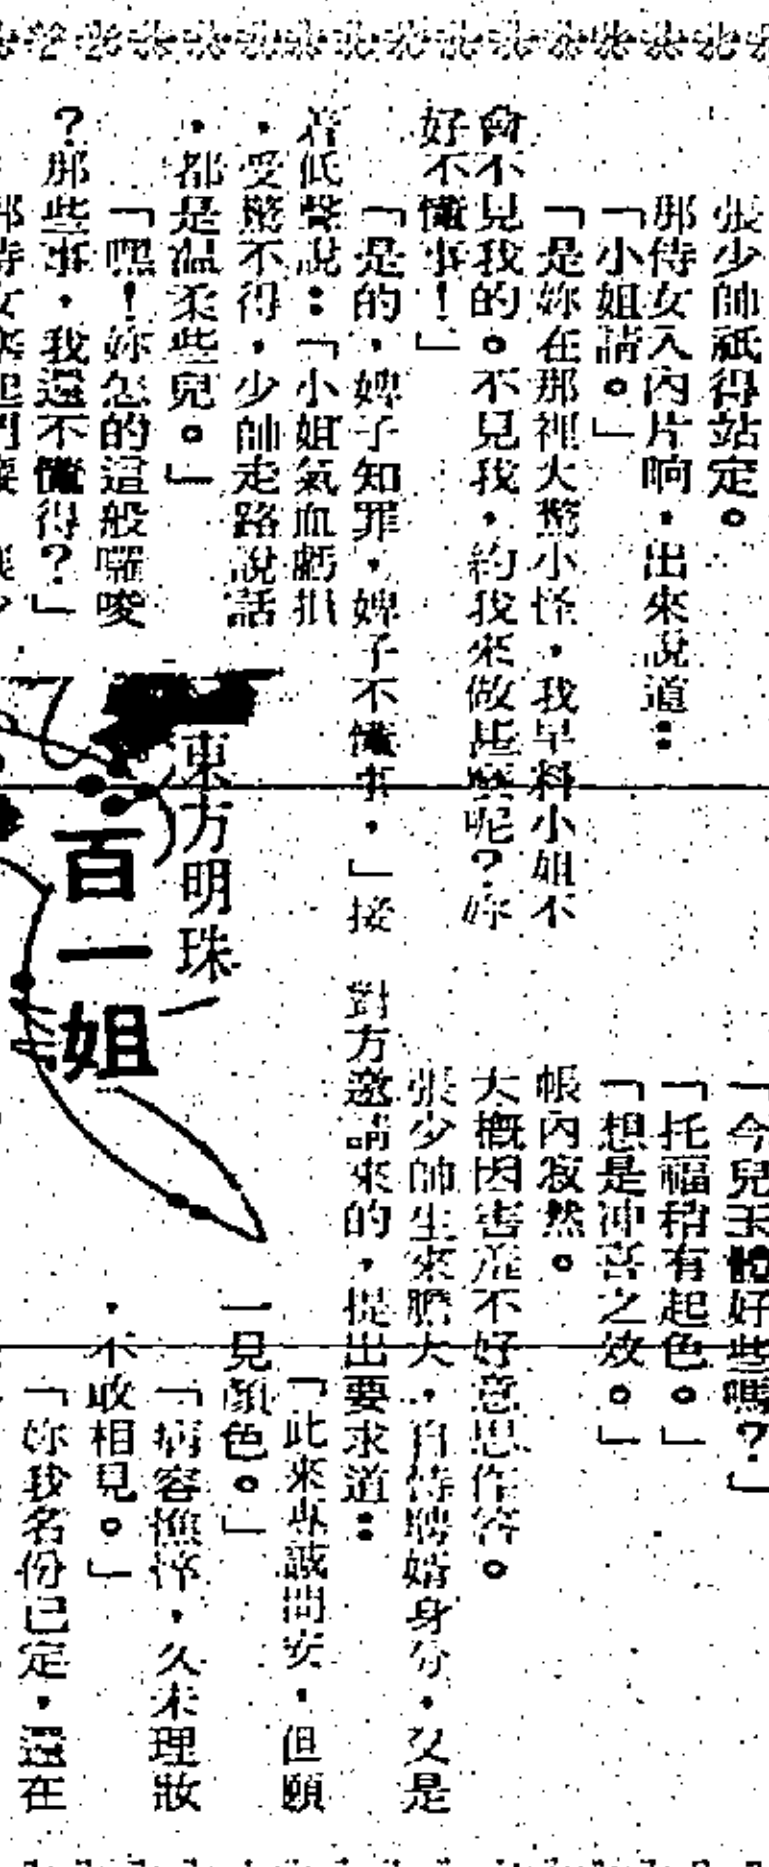 張少帥祇得站定。
那侍女入內片晌，出來說道：
「小姐請。」
「是妳在那裡大驚小怪，我早料小姐不
會不見我的。不見我，約我來做甚麼呢？妳
好不懂事！」
「是的，婢子知罪，婢子不懂事，」接
着低聲說：「小姐氣血虧損
，受驚不得，少帥走路說話
，都是温柔些兒。」
「嘿！妳怎的這般囉唆
？那些事，我還不懂得？」
東方明珠
百一姐
「今兒玉體好些嗎？」
「托福稍有起色。」
「想是冲喜之效。」
帳內寂然。
大概因害羞不好意思作答。
張少帥生來膽大，自恃聘婿身分，又是
對方邀請來的，提出要求道：
「此來專誠問安，但願
一見顏色。」
「病容憔悴，久未理妝
，不敢相見。」
「妳我名份已定，還在